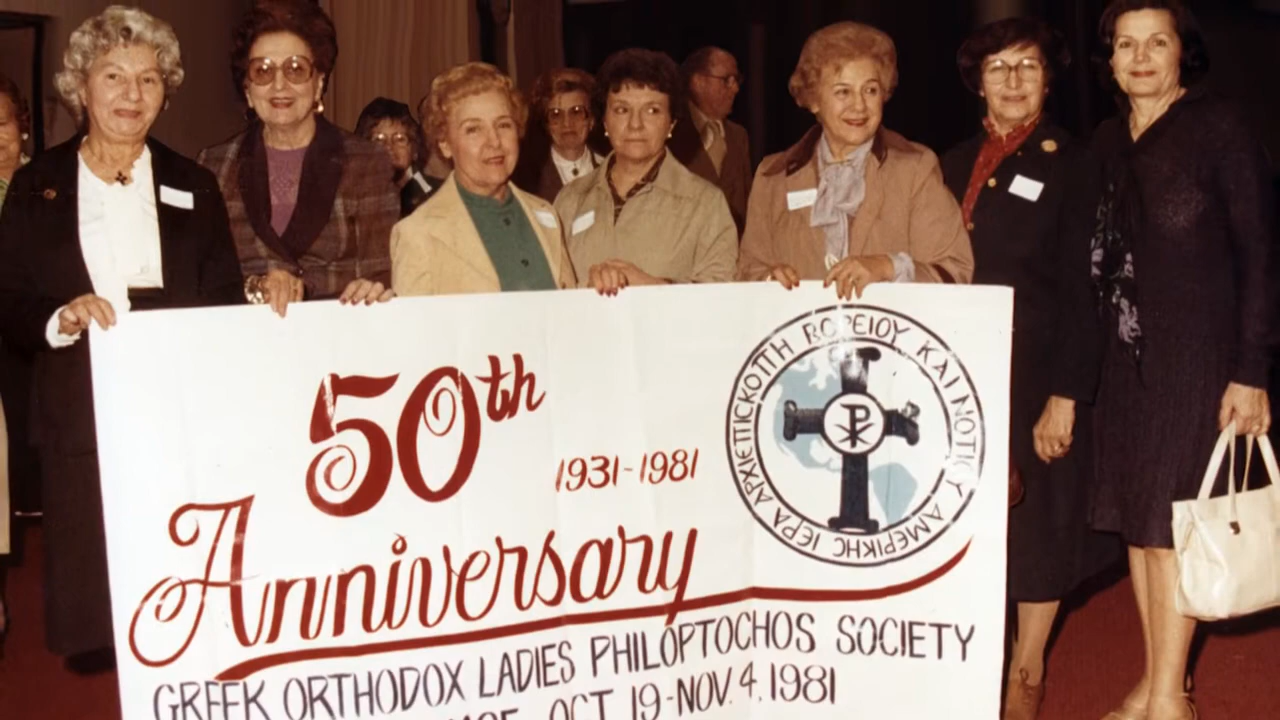 50th
1931-1981
Anniversary
ΙΕΡΑ ΑΡΧΙΕΠΙΣΚΟΠΗ ΒΟΡΕΙΟΥ ΚΑΙ ΝΟΤΙΟΥ ΑΜΕΡΙΚΗΣ
GREEK ORTHODOX LADIES PHILOPTOCHOS SOCIETY
OCT 19-NOV. 4, 1981